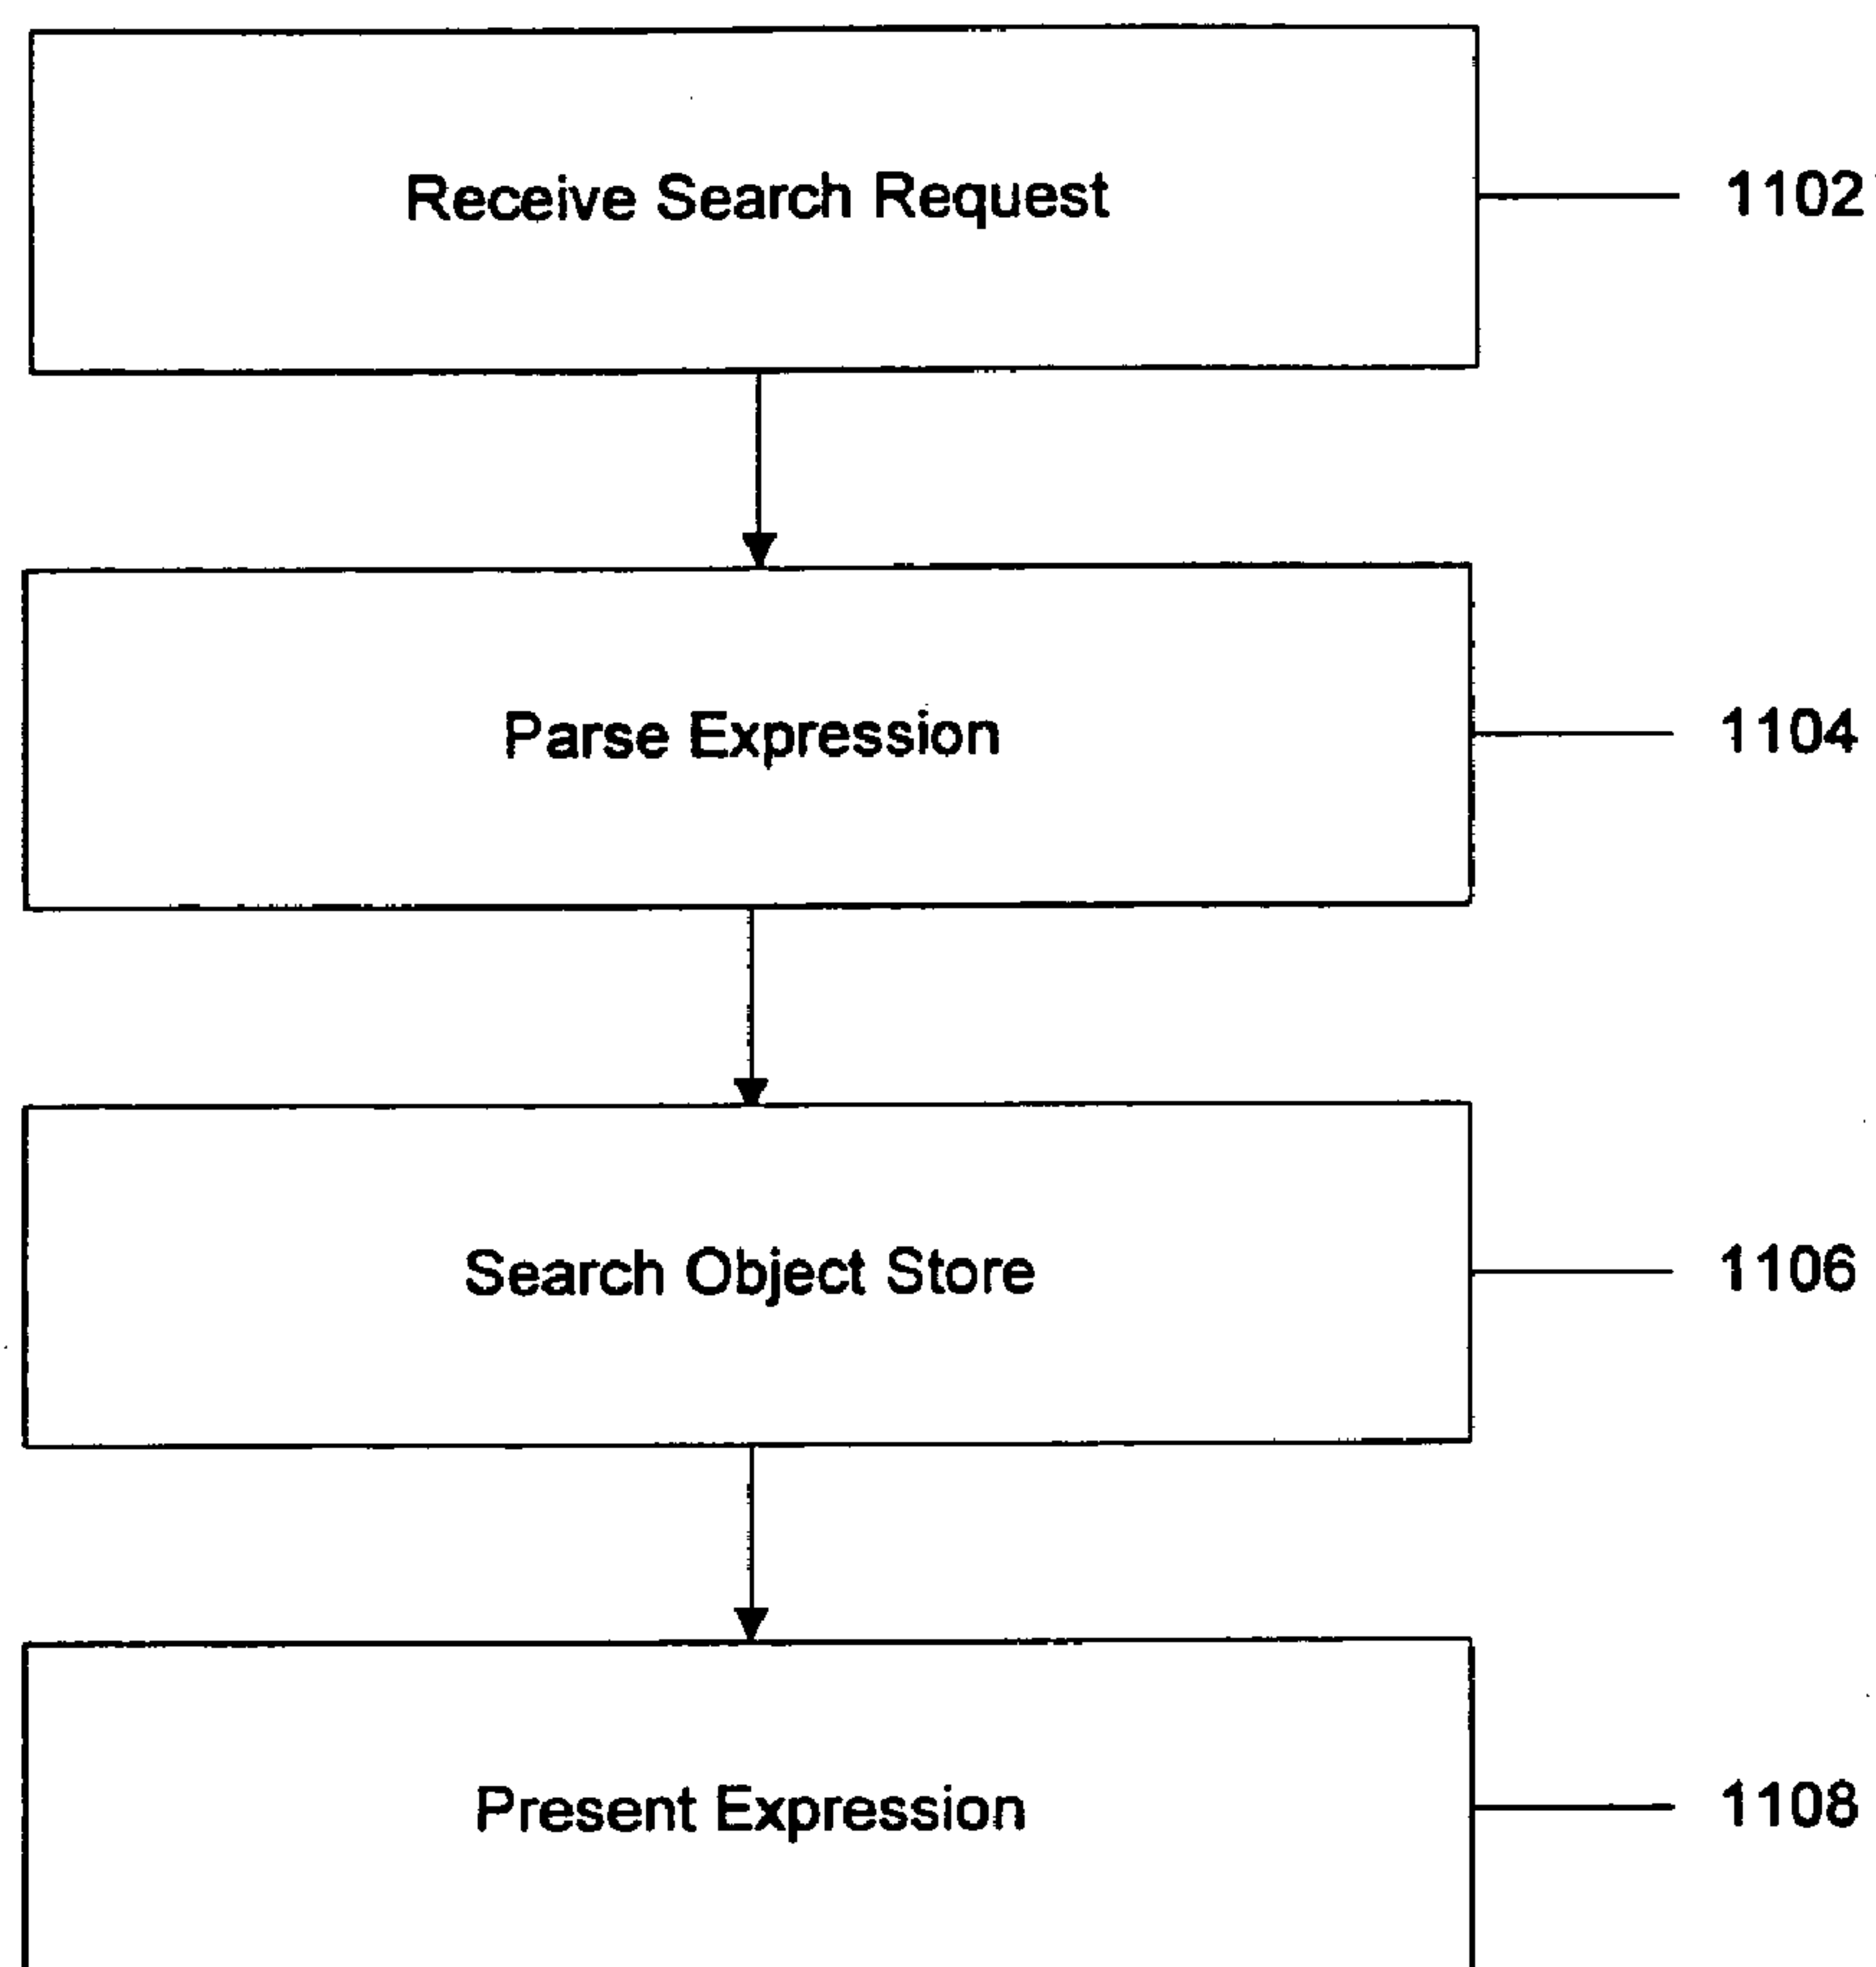 Receive Search Request 1102
Parse Expression 1104
Search Object Store 1106
Present Expression 1108